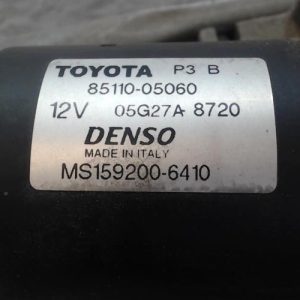 TOYOTA P3 B
85110-05060
12V 05G27A 8720
DENSO
MADE IN ITALY
MS159200-6410